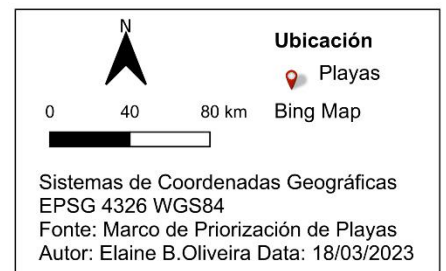 N
Ubicación
Playas
0 40 80 km
Bing Map
Sistemas de Coordenadas Geográficas
EPSG 4326 WGS84
Fonte: Marco de Priorización de Playas
Autor: Elaine B.Oliveira Data: 18/03/2023